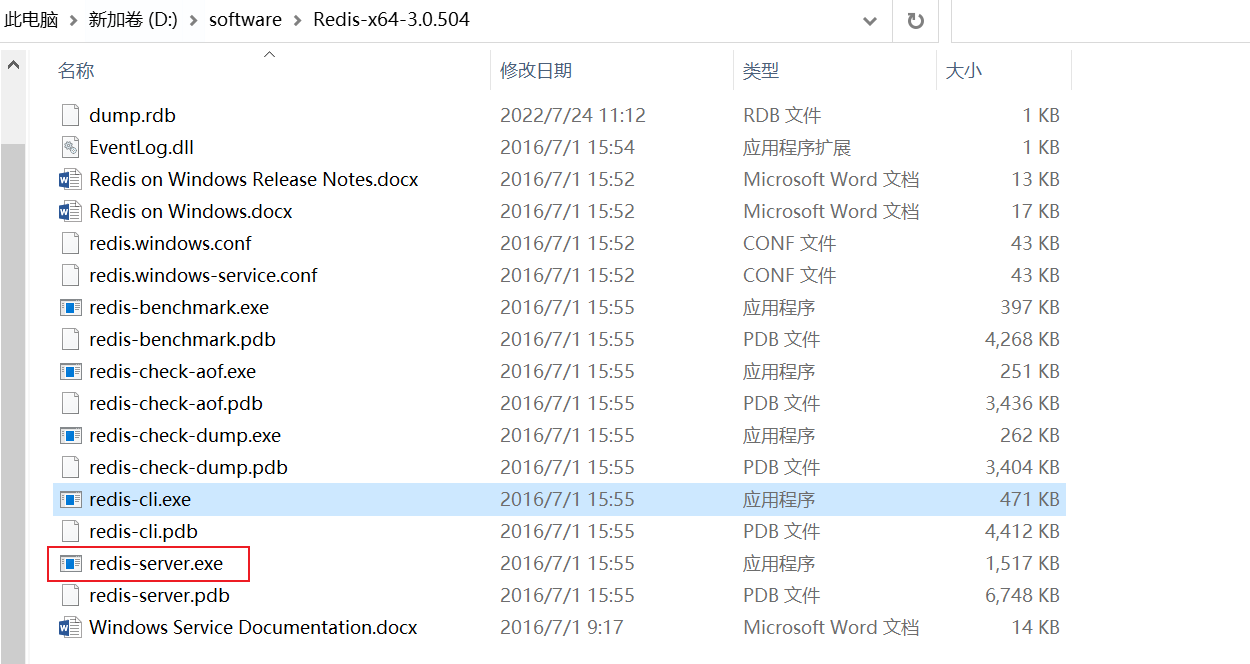 此电脑 > 新加卷 (D:) > software > Redis-x64-3.0.504
名称 修改日期 类型 大小
dump.rdb 2022/7/24 11:12 RDB 文件 1 KB
EventLog.dll 2016/7/1 15:54 应用程序扩展 1 KB
Redis on Windows Release Notes.docx 2016/7/1 15:52 Microsoft Word 文档 13 KB
Redis on Windows.docx 2016/7/1 15:52 Microsoft Word 文档 17 KB
redis.windows.conf 2016/7/1 15:52 CONF 文件 43 KB
redis.windows-service.conf 2016/7/1 15:52 CONF 文件 43 KB
redis-benchmark.exe 2016/7/1 15:55 应用程序 397 KB
redis-benchmark.pdb 2016/7/1 15:55 PDB 文件 4,268 KB
redis-check-aof.exe 2016/7/1 15:55 应用程序 251 KB
redis-check-aof.pdb 2016/7/1 15:55 PDB 文件 3,436 KB
redis-check-dump.exe 2016/7/1 15:55 应用程序 262 KB
redis-check-dump.pdb 2016/7/1 15:55 PDB 文件 3,404 KB
redis-cli.exe 2016/7/1 15:55 应用程序 471 KB
redis-cli.pdb 2016/7/1 15:55 PDB 文件 4,412 KB
redis-server.exe 2016/7/1 15:55 应用程序 1,517 KB
redis-server.pdb 2016/7/1 15:55 PDB 文件 6,748 KB
Windows Service Documentation.docx 2016/7/1 9:17 Microsoft Word 文档 14 KB